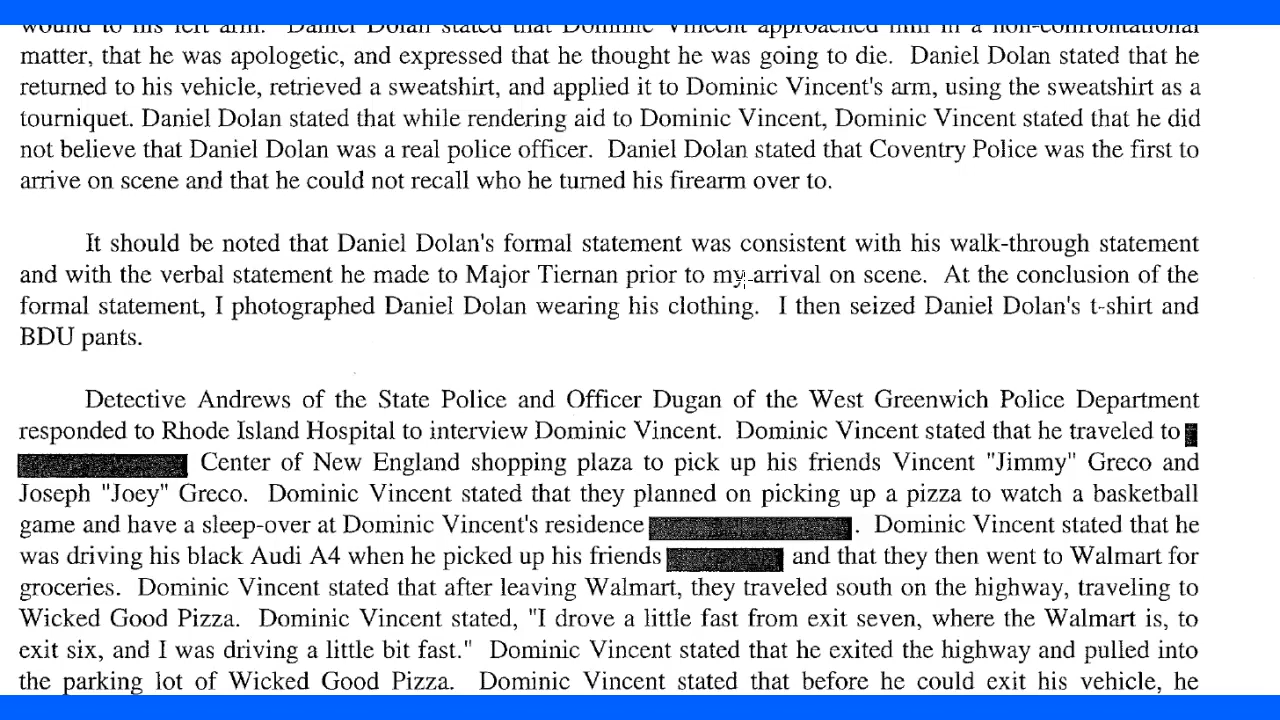 wound to his left arm. Daniel Dolan stated that Dominic Vincent approached him in a non-confrontational
matter, that he was apologetic, and expressed that he thought he was going to die. Daniel Dolan stated that he
returned to his vehicle, retrieved a sweatshirt, and applied it to Dominic Vincent's arm, using the sweatshirt as a
tourniquet. Daniel Dolan stated that while rendering aid to Dominic Vincent, Dominic Vincent stated that he did
not believe that Daniel Dolan was a real police officer. Daniel Dolan stated that Coventry Police was the first to
arrive on scene and that he could not recall who he turned his firearm over to.
It should be noted that Daniel Dolan's formal statement was consistent with his walk-through statement
and with the verbal statement he made to Major Tiernan prior to my arrival on scene. At the conclusion of the
formal statement, I photographed Daniel Dolan wearing his clothing. I then seized Daniel Dolan's t-shirt and
BDU pants.
Detective Andrews of the State Police and Officer Dugan of the West Greenwich Police Department
responded to Rhode Island Hospital to interview Dominic Vincent. Dominic Vincent stated that he traveled to
Center of New England shopping plaza to pick up his friends Vincent "Jimmy" Greco and
Joseph "Joey" Greco. Dominic Vincent stated that they planned on picking up a pizza to watch a basketball
game and have a sleep-over at Dominic Vincent's residence . Dominic Vincent stated that he
was driving his black Audi A4 when he picked up his friends and that they then went to Walmart for
groceries. Dominic Vincent stated that after leaving Walmart, they traveled south on the highway, traveling to
Wicked Good Pizza. Dominic Vincent stated, "I drove a little fast from exit seven, where the Walmart is, to
exit six, and I was driving a little bit fast." Dominic Vincent stated that he exited the highway and pulled into
the parking lot of Wicked Good Pizza. Dominic Vincent stated that before he could exit his vehicle, he